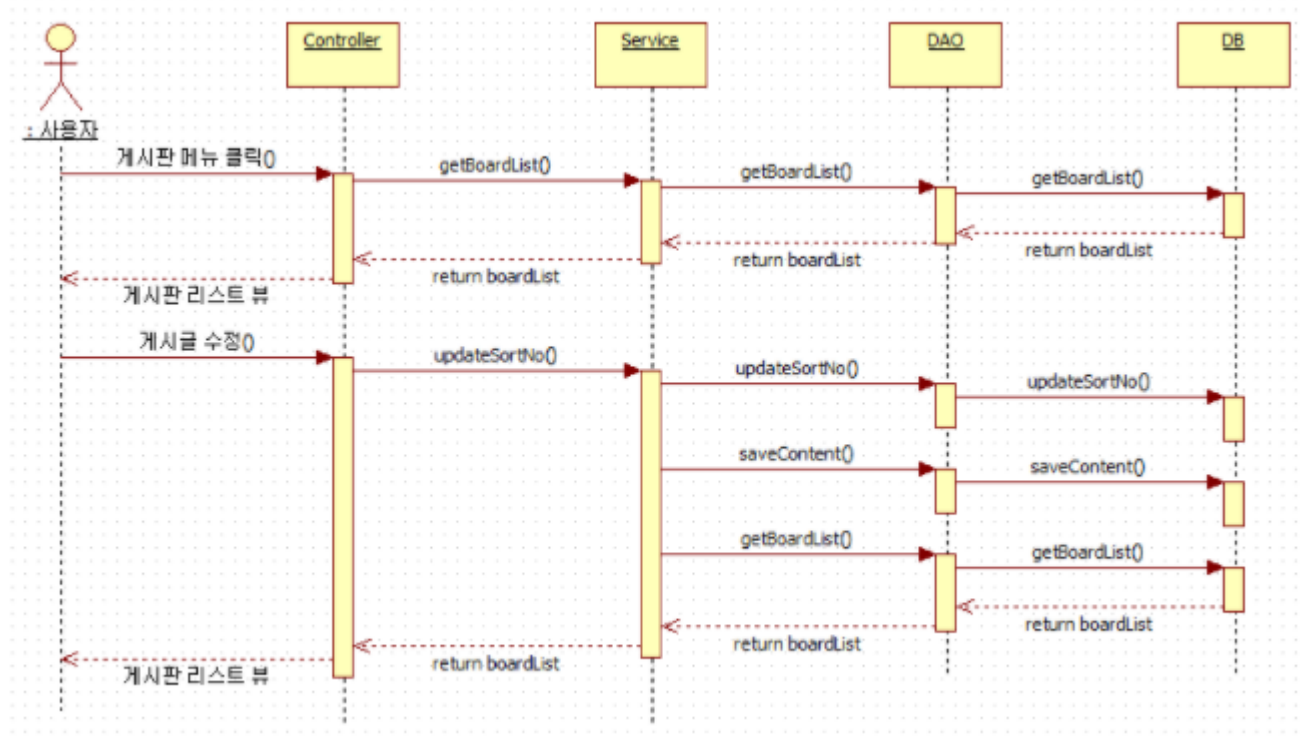 Controller
Service
DAO
DB
: 사용자
게시판 메뉴 클릭()
getBoardList()
getBoardList()
getBoardList()
return boardList
return boardList
return boardList
게시판 리스트 뷰
게시글 수정()
updateSortNo()
updateSortNo()
updateSortNo()
saveContent()
saveContent()
getBoardList()
getBoardList()
return boardList
return boardList
return boardList
게시판 리스트 뷰